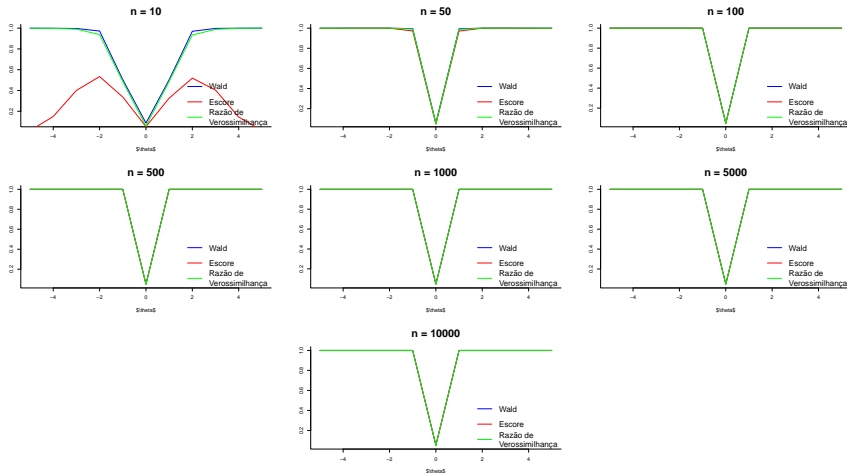 n = 10
0.2 0.4 0.6 0.8 1.0
Wald
Escore
Razão de
Verossimilhança
−4 −2 0 2 4
$\theta$
n = 50
0.2 0.4 0.6 0.8 1.0
Wald
Escore
Razão de
Verossimilhança
−4 −2 0 2 4
$\theta$
n = 100
0.2 0.4 0.6 0.8 1.0
Wald
Escore
Razão de
Verossimilhança
−4 −2 0 2 4
$\theta$
n = 500
0.2 0.4 0.6 0.8 1.0
Wald
Escore
Razão de
Verossimilhança
−4 −2 0 2 4
$\theta$
n = 1000
0.2 0.4 0.6 0.8 1.0
Wald
Escore
Razão de
Verossimilhança
−4 −2 0 2 4
$\theta$
n = 5000
0.2 0.4 0.6 0.8 1.0
Wald
Escore
Razão de
Verossimilhança
−4 −2 0 2 4
$\theta$
n = 10000
0.2 0.4 0.6 0.8 1.0
Wald
Escore
Razão de
Verossimilhança
−4 −2 0 2 4
$\theta$